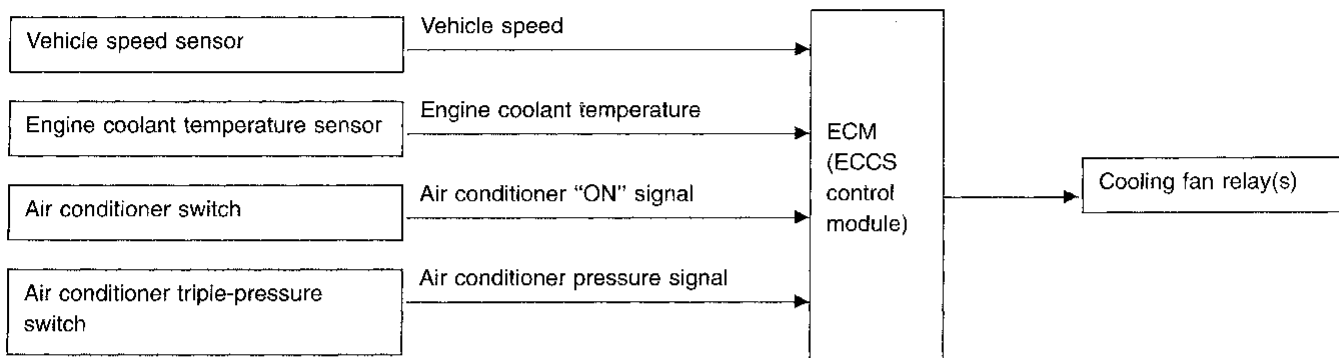 Vehicle speed sensor
Vehicle speed
Engine coolant temperature sensor
Engine coolant temperature
Air conditioner switch
Air conditioner “ON” signal
Air conditioner triple-pressure
switch
Air conditioner pressure signal
ECM
(ECCS
control
module)
Cooling fan relay(s)